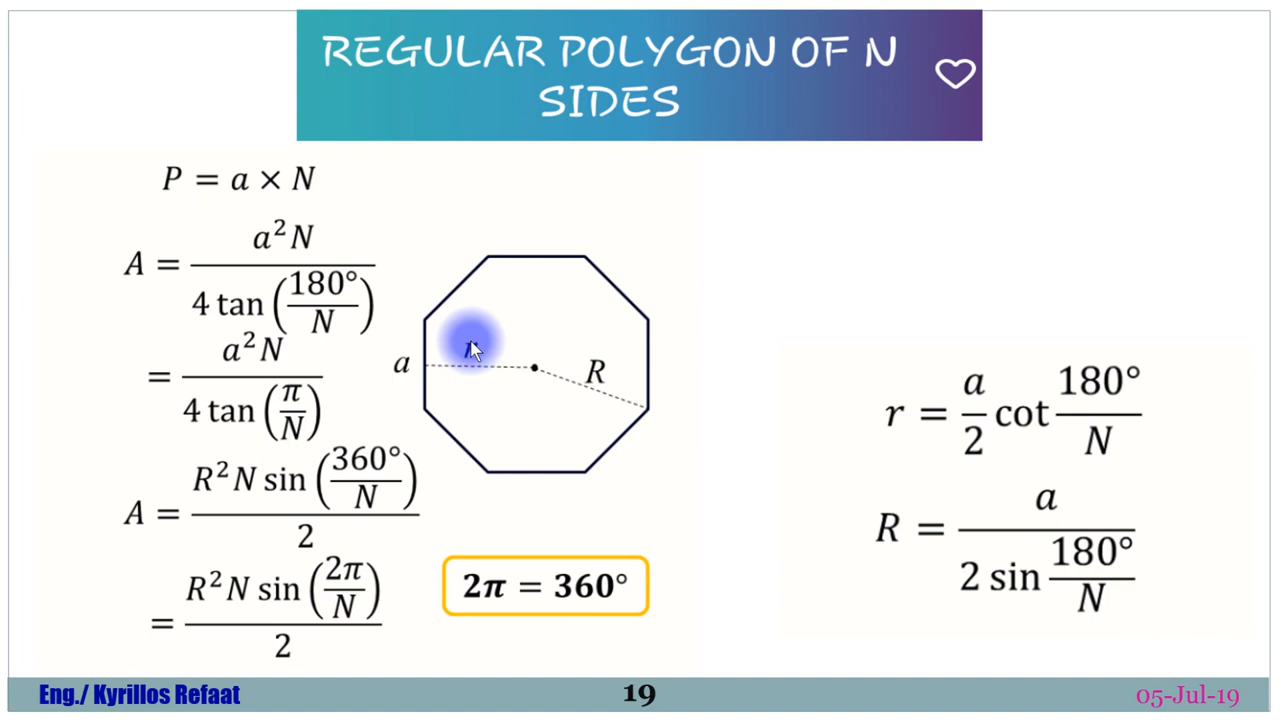 REGULAR POLYGON OF N
SIDES
P = a × N
A = a²N / 4 tan (180°/N)
= a²N / 4 tan (π/N)
A = R²N sin (360°/N) / 2
= R²N sin (2π/N) / 2
a
R
2π = 360°
r = a/2 cot 180°/N
R = a / 2 sin 180°/N
Eng./ Kyrillos Refaat
19
05-Jul-19